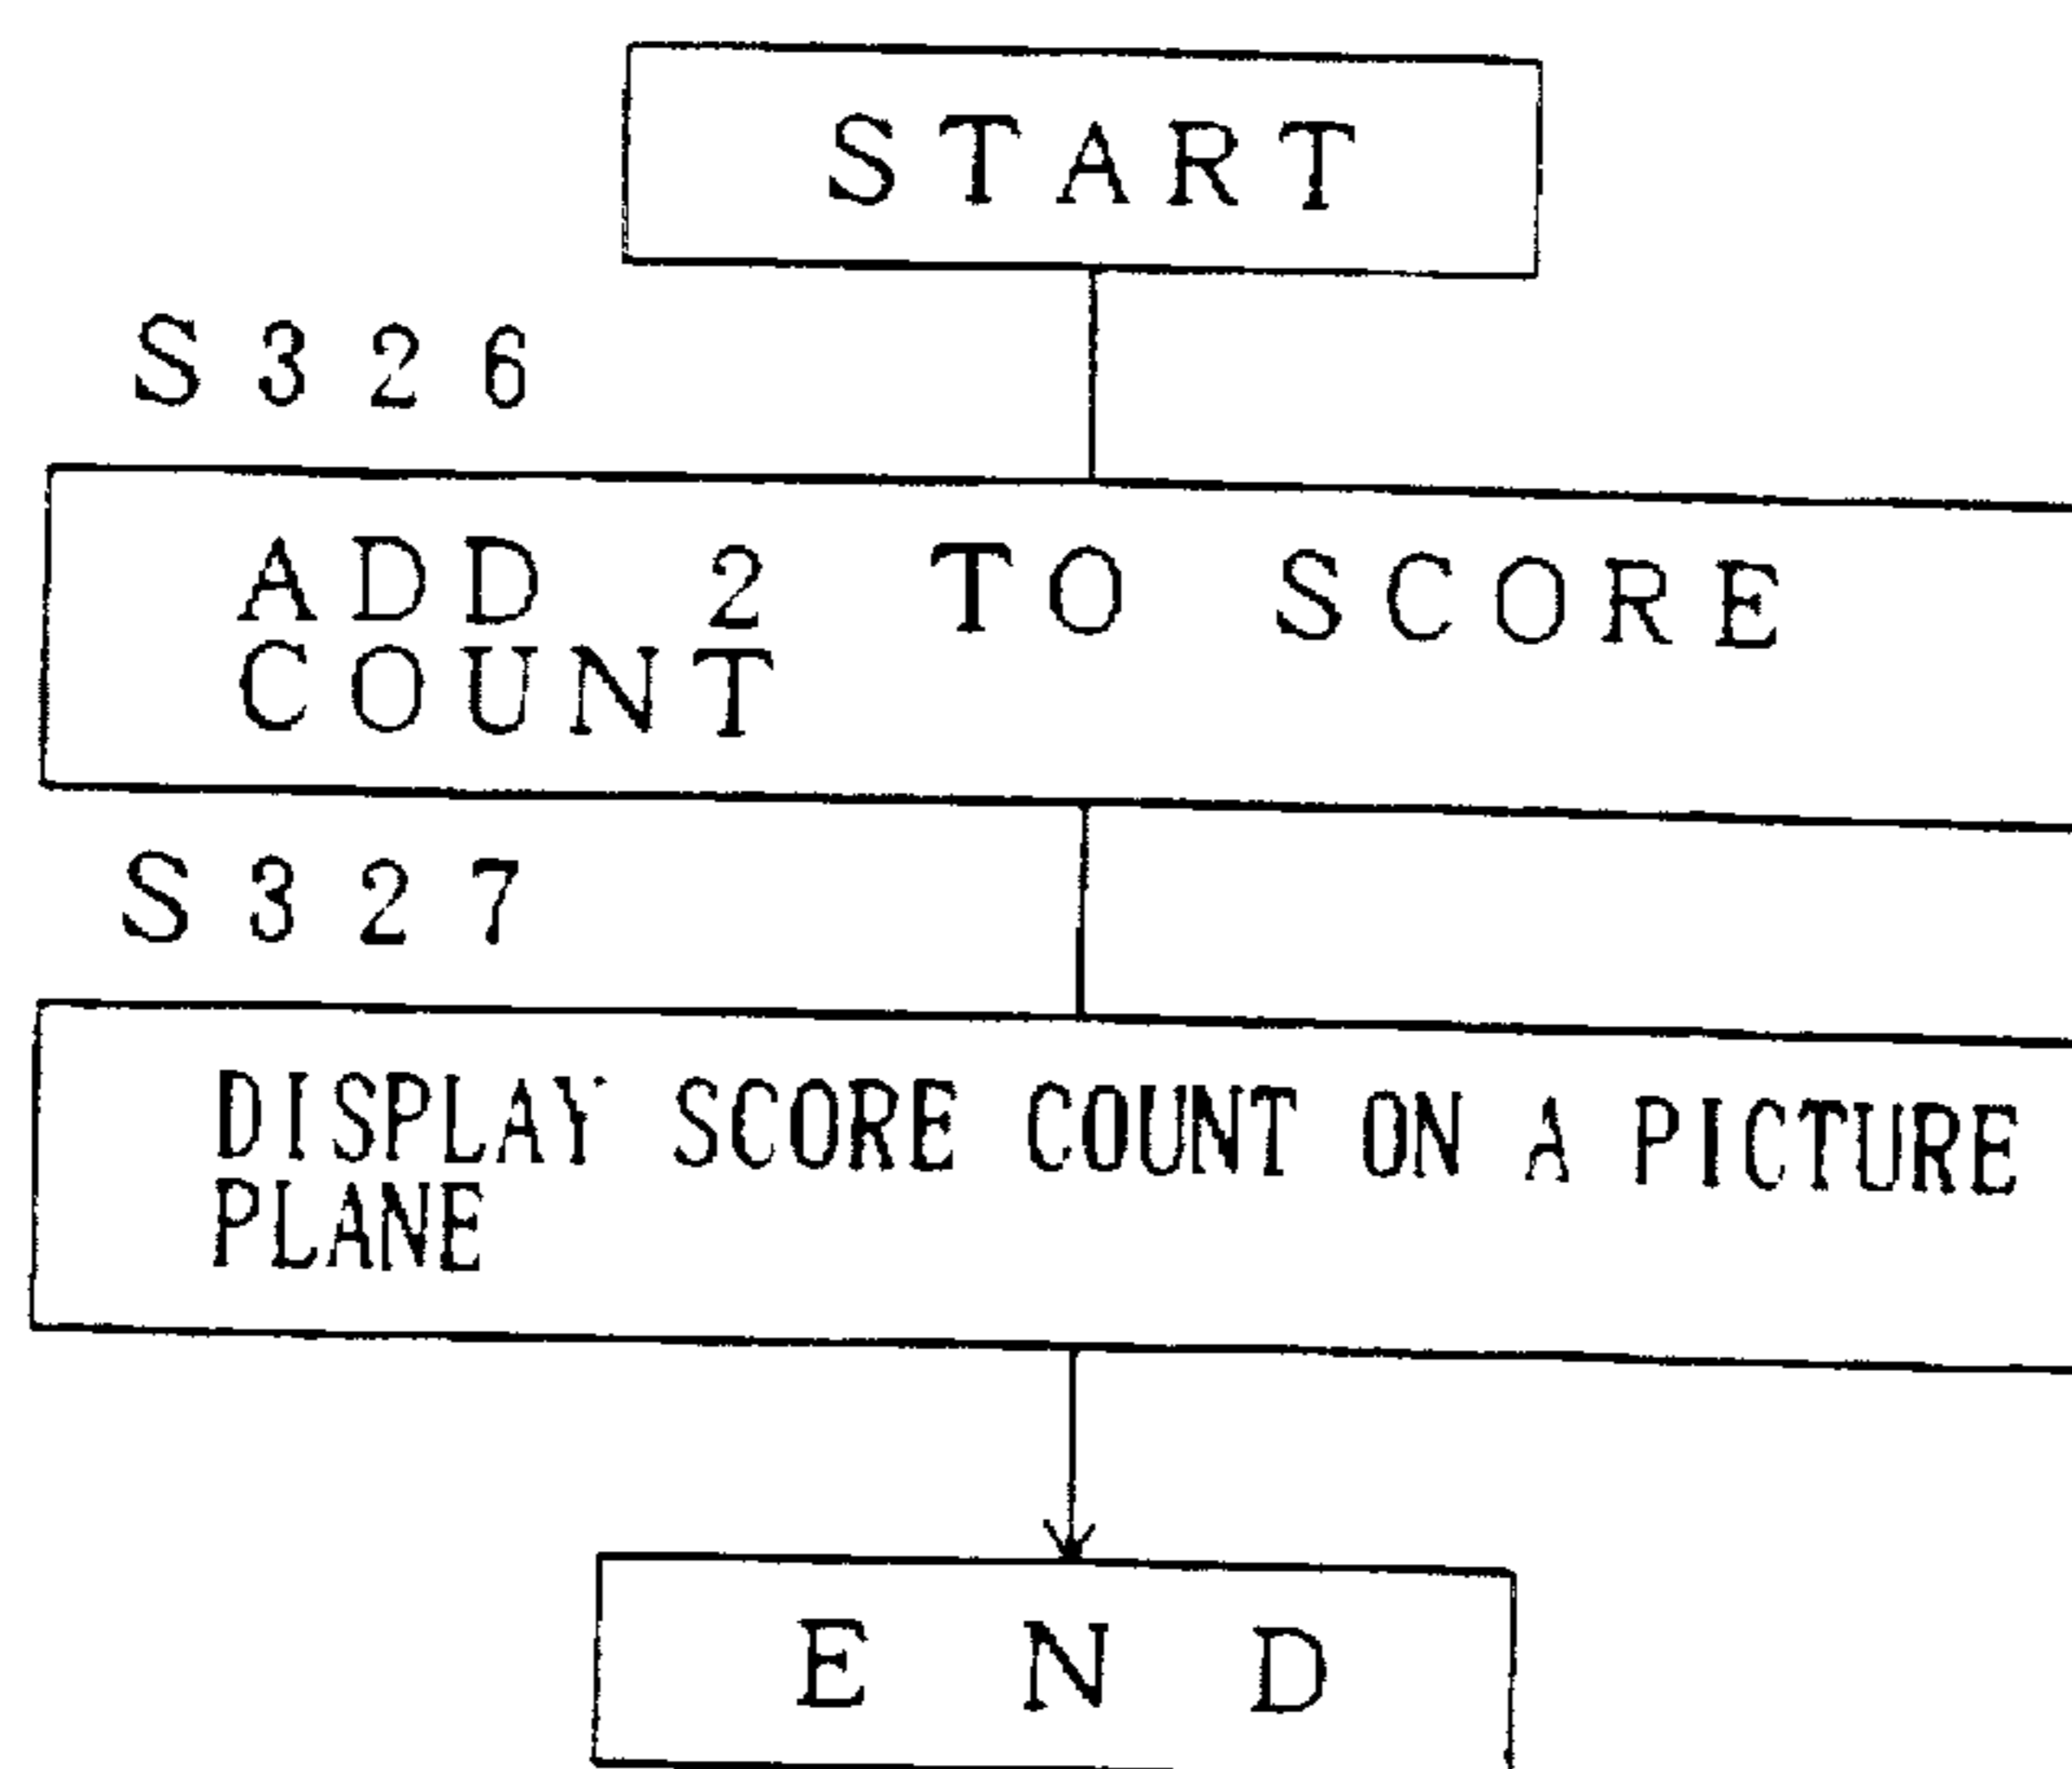 START
S326
ADD 2 TO SCORE
COUNT
S327
DISPLAY SCORE COUNT ON A PICTURE
PLANE
END